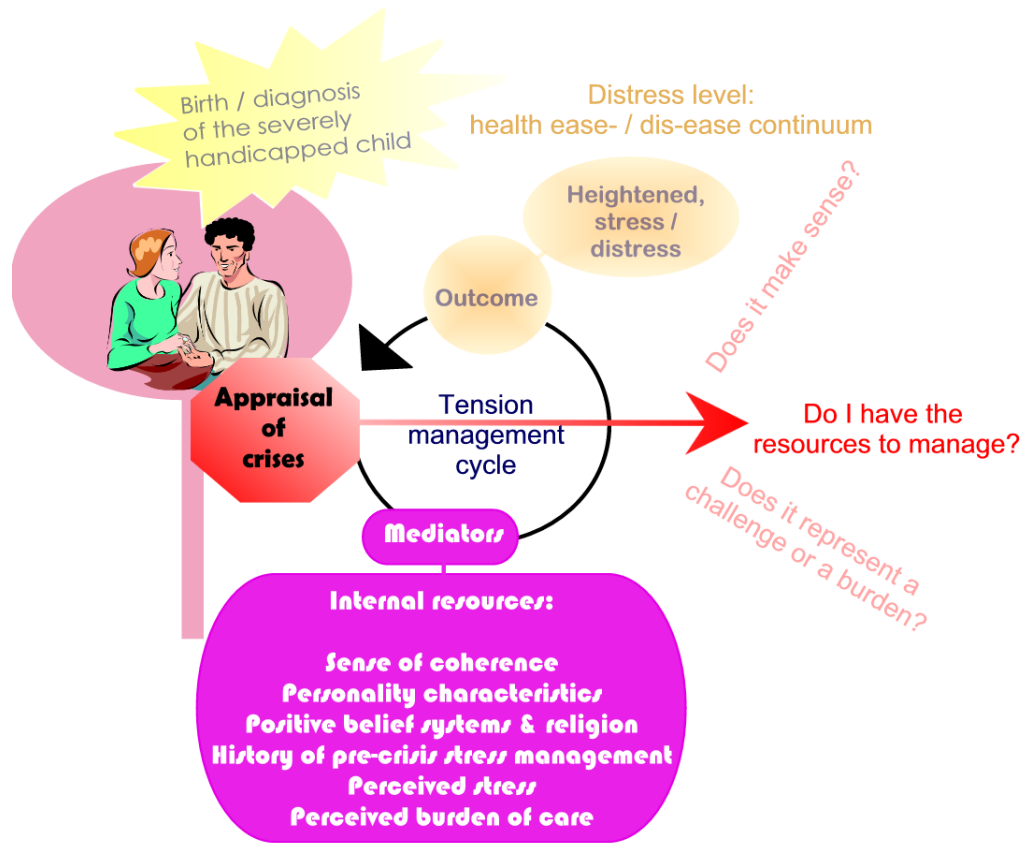 Birth / diagnosis
of the severely
handicapped child
Distress level:
health ease- / dis-ease continuum
Heightened,
stress /
distress
Does it make sense?
Outcome
Appraisal
of
crises
Tension
management
cycle
Do I have the
resources to manage?
Does it represent a
challenge or a burden?
Mediators
Internal resources:
Sense of coherence
Personality characteristics
Positive belief systems & religion
History of pre-crisis stress management
Perceived stress
Perceived burden of care